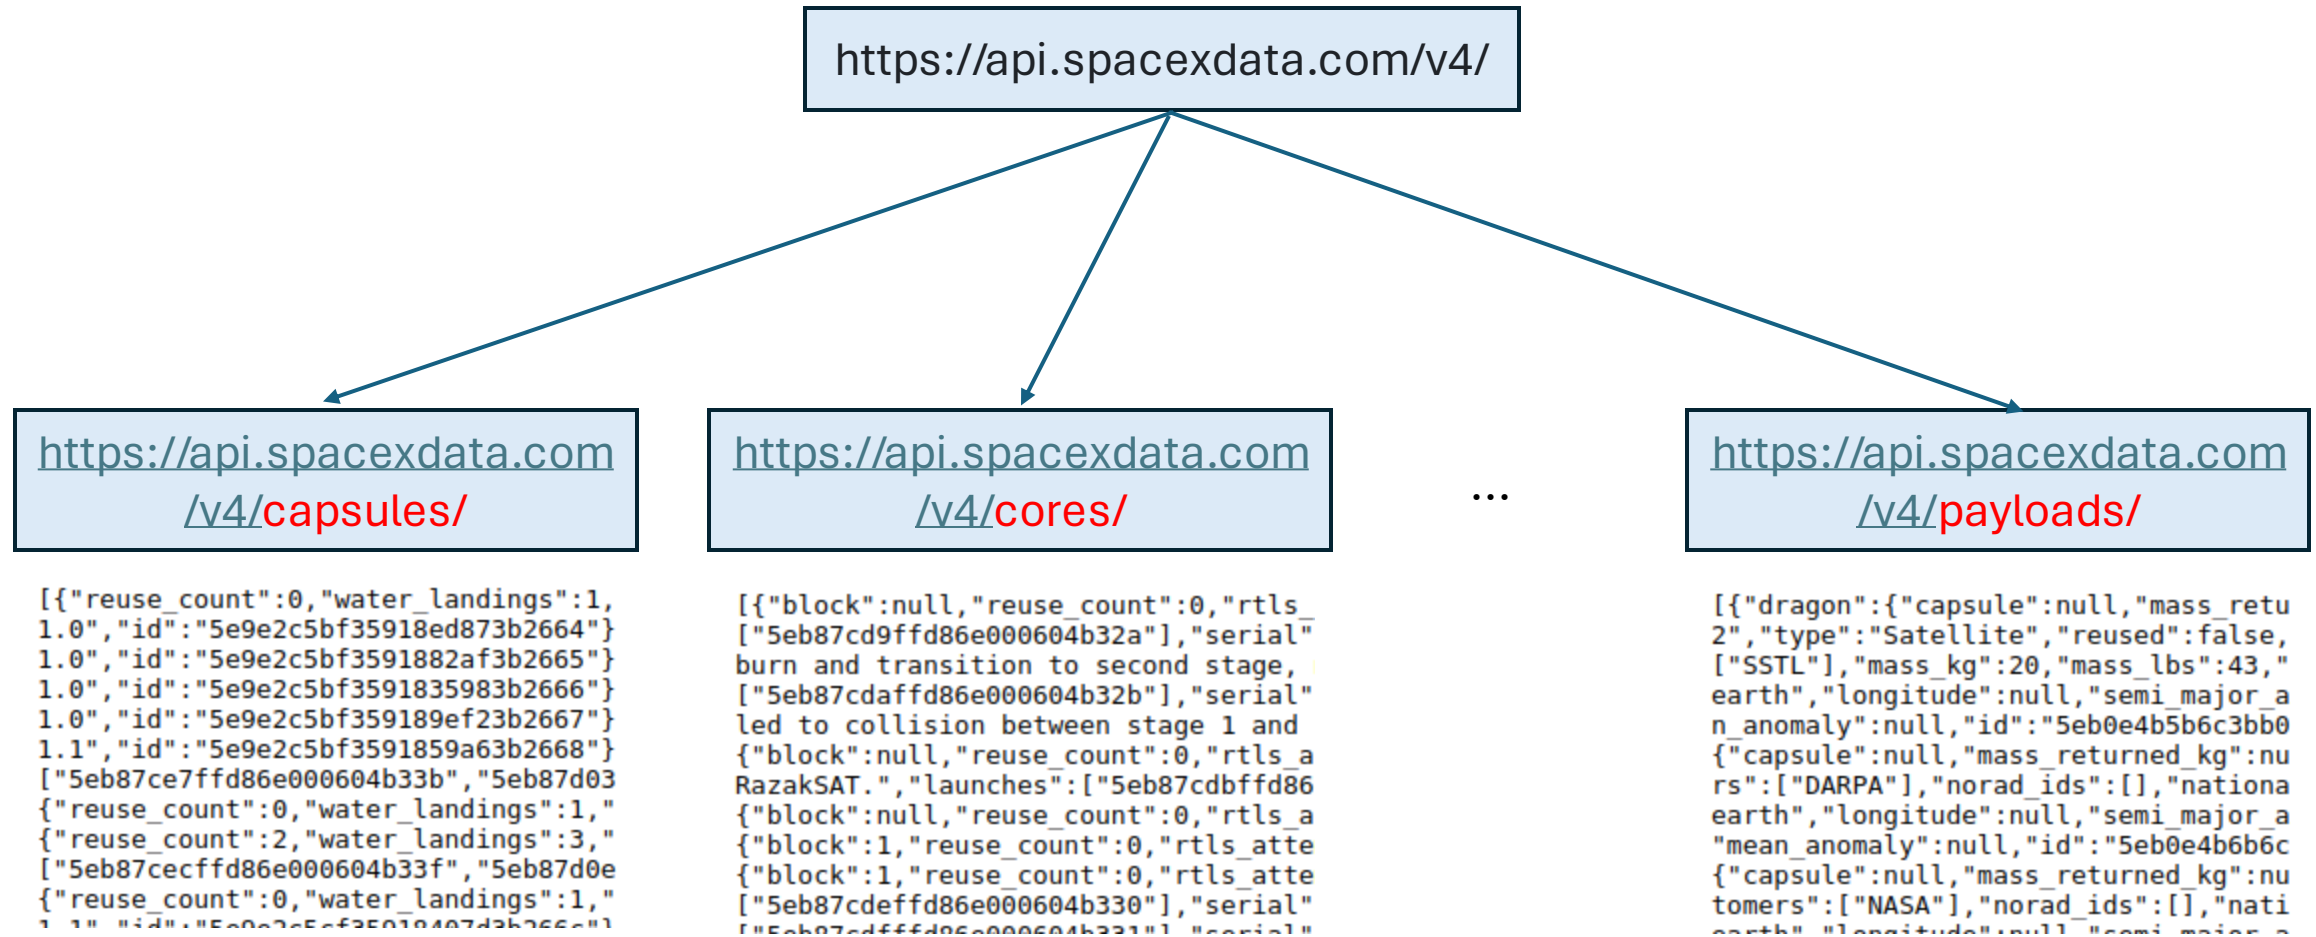 https://api.spacexdata.com/v4/
https://api.spacexdata.com
/v4/capsules/
https://api.spacexdata.com
/v4/cores/
...
https://api.spacexdata.com
/v4/payloads/
[{"reuse_count":0,"water_landings":1,
1.0","id":"5e9e2c5bf35918ed873b2664"}
1.0","id":"5e9e2c5bf3591882af3b2665"}
1.0","id":"5e9e2c5bf3591835983b2666"}
1.0","id":"5e9e2c5bf359189ef23b2667"}
1.1","id":"5e9e2c5bf3591859a63b2668"}
["5eb87ce7ffd86e000604b33b","5eb87d03
{"reuse_count":0,"water_landings":1,"
{"reuse_count":2,"water_landings":3,"
["5eb87cecffd86e000604b33f","5eb87d0e
{"reuse_count":0,"water_landings":1,"
[{"block":null,"reuse_count":0,"rtls_
["5eb87cd9ffd86e000604b32a"],"serial"
burn and transition to second stage,
["5eb87cdaffd86e000604b32b"],"serial"
led to collision between stage 1 and
{"block":null,"reuse_count":0,"rtls_a
RazakSAT.","launches":["5eb87cdbffd86
{"block":null,"reuse_count":0,"rtls_a
{"block":1,"reuse_count":0,"rtls_atte
{"block":1,"reuse_count":0,"rtls_atte
["5eb87cdeffd86e000604b330"],"serial"
[{"dragon":{"capsule":null,"mass_retu
2","type":"Satellite","reused":false,
["SSTL"],"mass_kg":20,"mass_lbs":43,"
earth","longitude":null,"semi_major_a
n_anomaly":null,"id":"5eb0e4b5b6c3bb0
{"capsule":null,"mass_returned_kg":nu
rs":["DARPA"],"norad_ids":[],"nationa
earth","longitude":null,"semi_major_a
"mean_anomaly":null,"id":"5eb0e4b6b6c
{"capsule":null,"mass_returned_kg":nu
tomers":["NASA"],"norad_ids":[],"nati